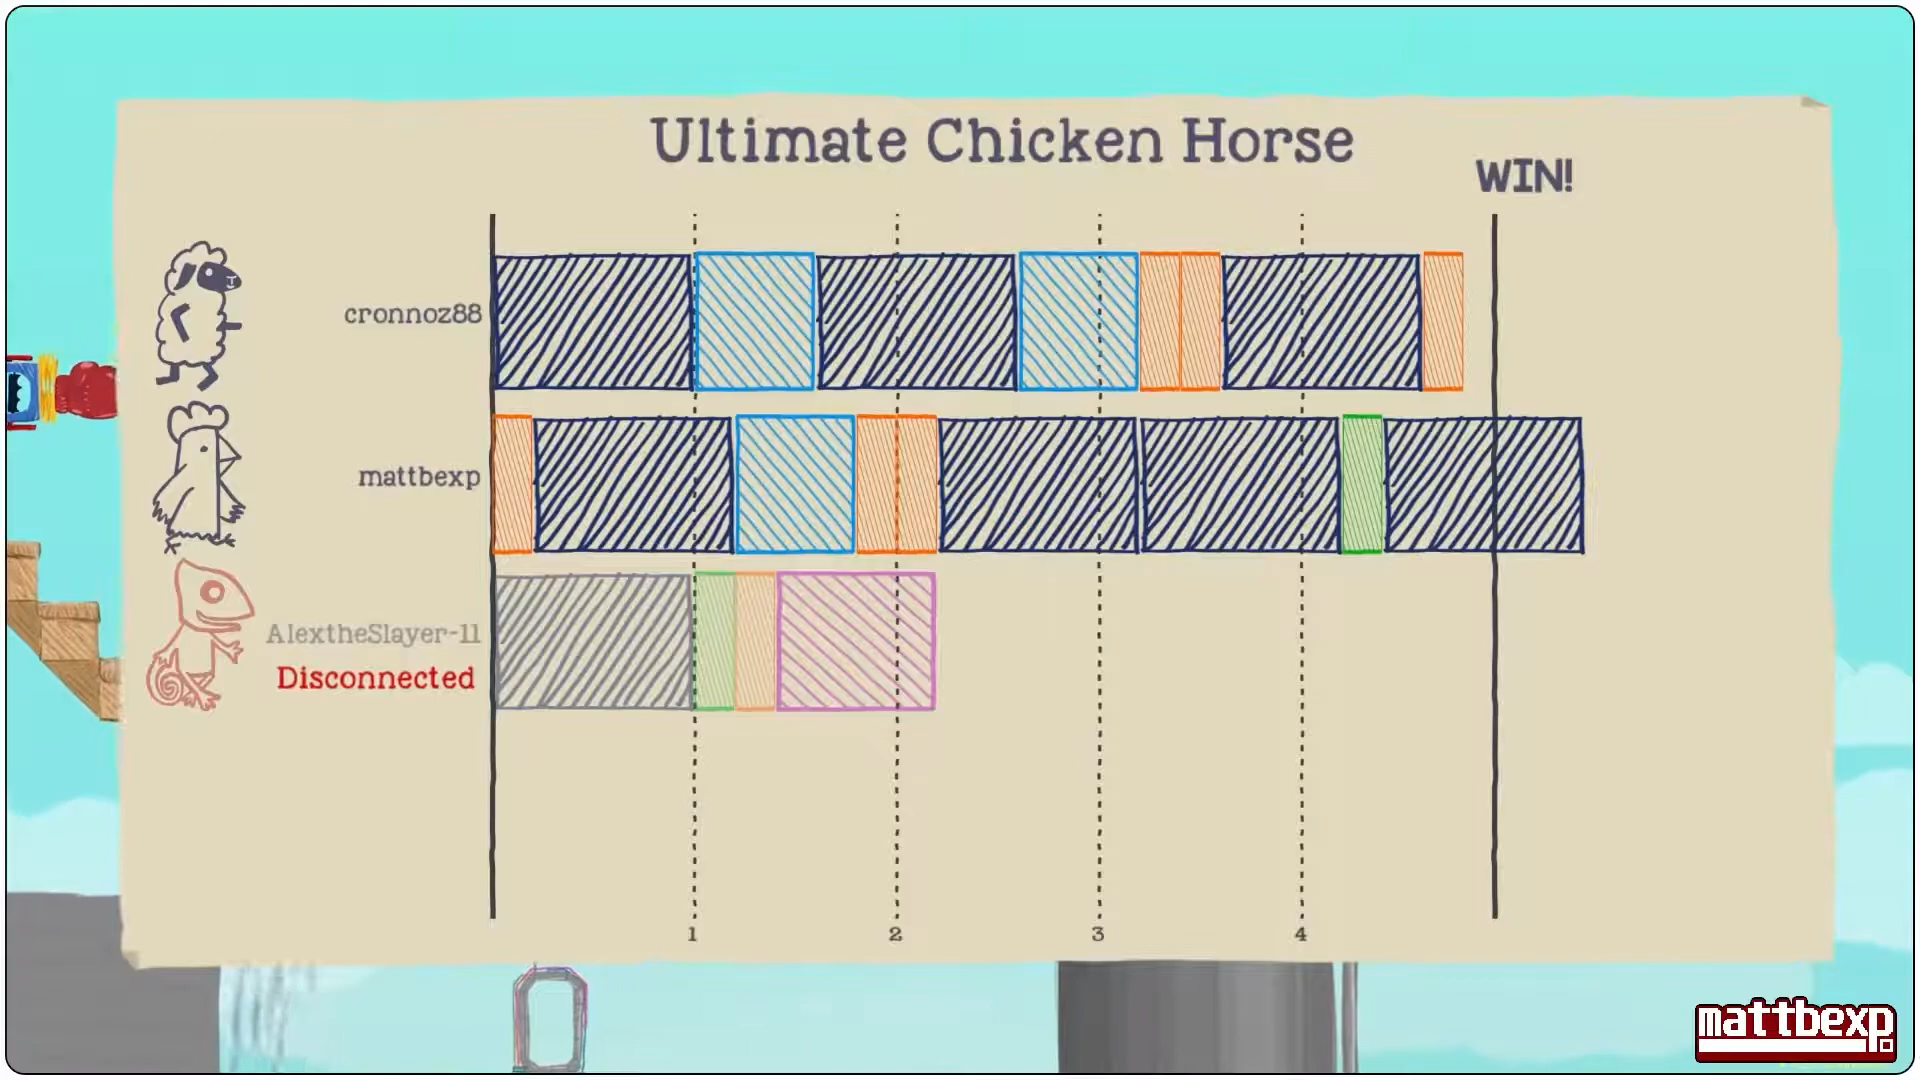 Ultimate Chicken Horse
WIN!
cronnoz88
mattbexp
AlextheSlayer-11
Disconnected
1 2 3 4
mattbexp